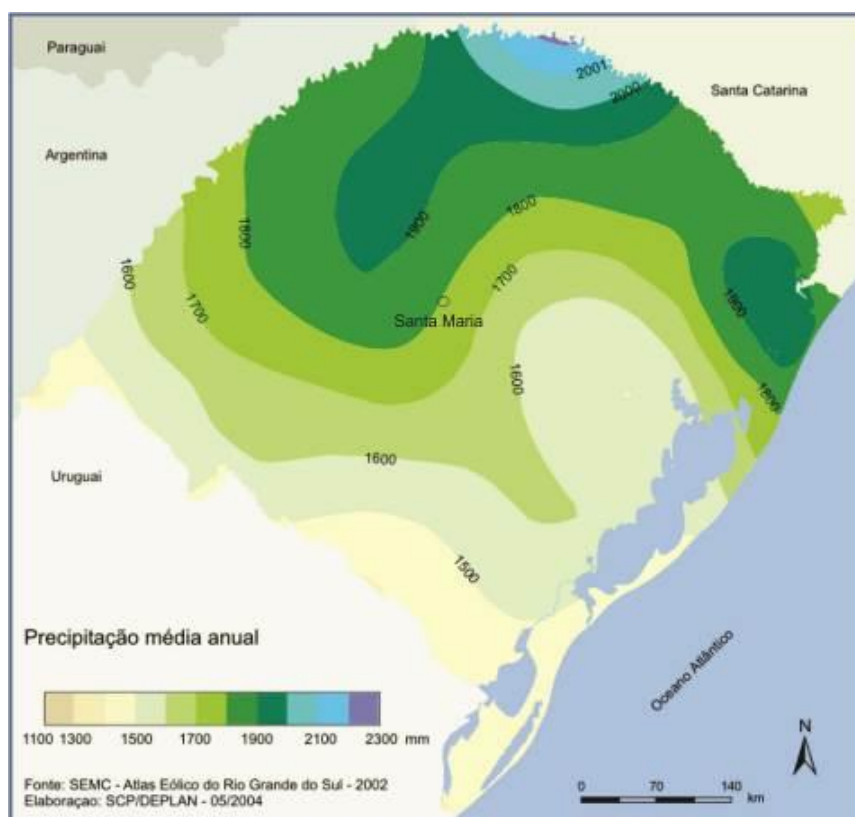 Paraguai
Santa Catarina
Argentina
Uruguai
Santa Maria
2001
2000
1900
1800
1800
1700
1600
1700
1600
1900
1800
1600
1500
Oceano Atlântico
Precipitação média anual
1100 1300 1500 1700 1900 2100 2300 mm
Fonte: SEMC - Atlas Eólico do Rio Grande do Sul - 2002
Elaboraçao: SCP/DEPLAN - 05/2004
N
0 70 140
km